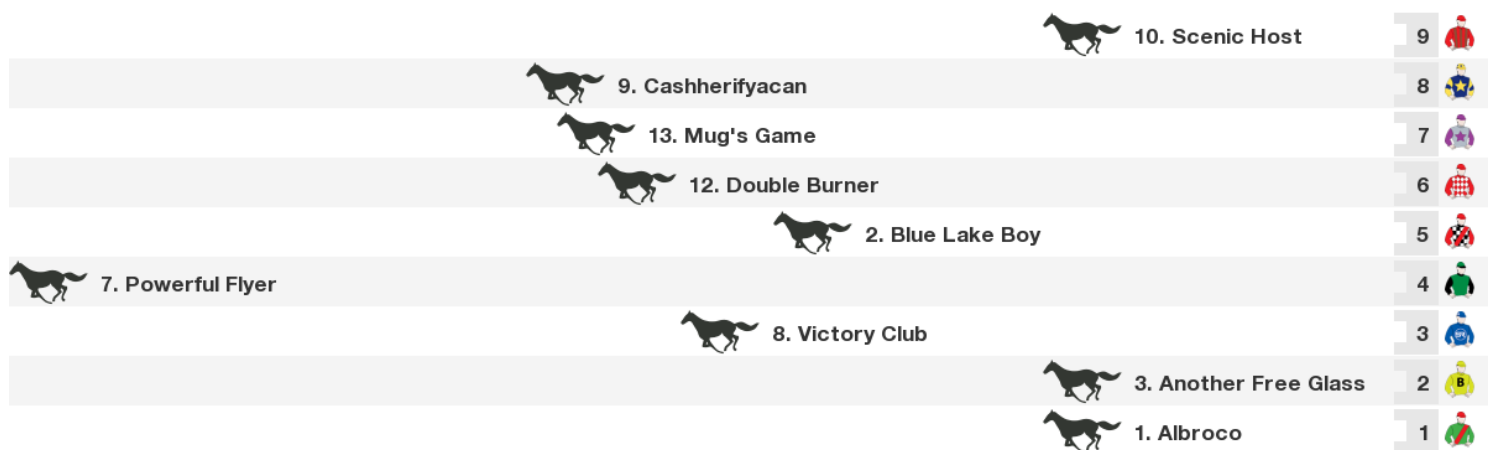 10. Scenic Host 9
9. Cashherifyacan 8
13. Mug's Game 7
12. Double Burner 6
2. Blue Lake Boy 5
7. Powerful Flyer 4
8. Victory Club 3
3. Another Free Glass 2 B
1. Albroco 1